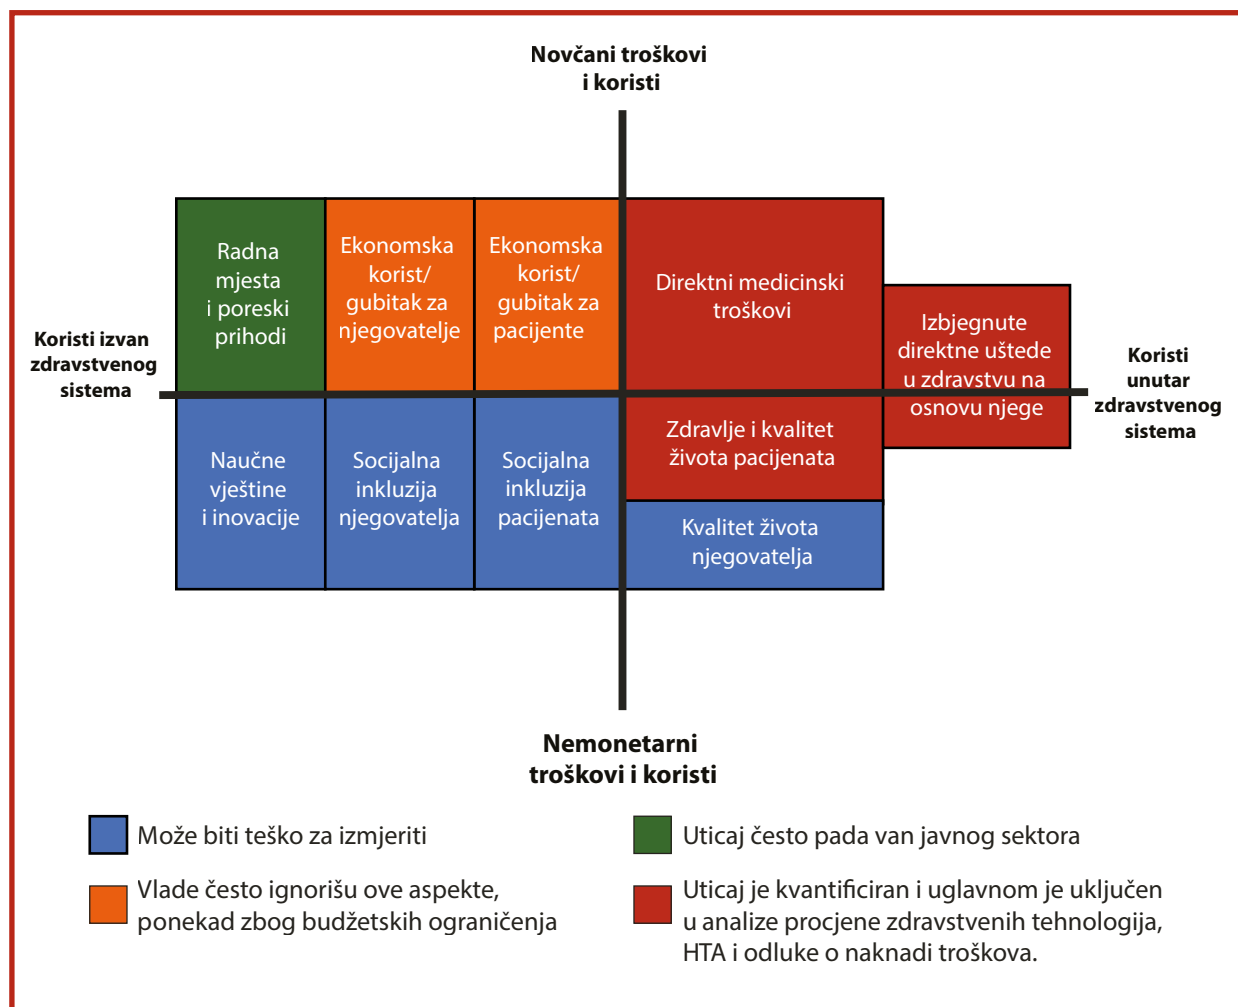 Novčani troškovi
i koristi
Koristi izvan
zdravstvenog
sistema
Radna
mjesta
i poreski
prihodi
Ekonomska
korist/
gubitak za
njegovatelje
Ekonomska
korist/
gubitak za
pacijente
Direktni medicinski
troškovi
Izbjegnute
direktne uštede
u zdravstvu na
osnovu njege
Koristi
unutar
zdravstvenog
sistema
Naučne
vještine
i inovacije
Socijalna
inkluzija
njegovatelja
Socijalna
inkluzija
pacijenata
Zdravlje i kvalitet
života pacijenata
Kvalitet života
njegovatelja
Nemonetarni
troškovi i koristi
Može biti teško za izmjeriti
Vlade često ignorišu ove aspekte,
ponekad zbog budžetskih ograničenja
Uticaj često pada van javnog sektora
Uticaj je kvantificiran i uglavnom je uključen
u analize procjene zdravstvenih tehnologija,
HTA i odluke o naknadi troškova.